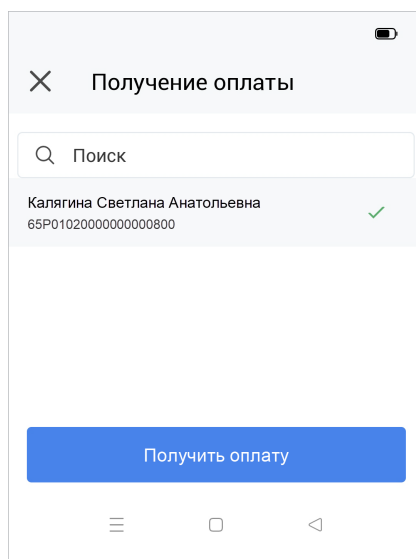 Получение оплаты
Поиск
Калягина Светлана Анатольевна
65P01020000000000800
Получить оплату